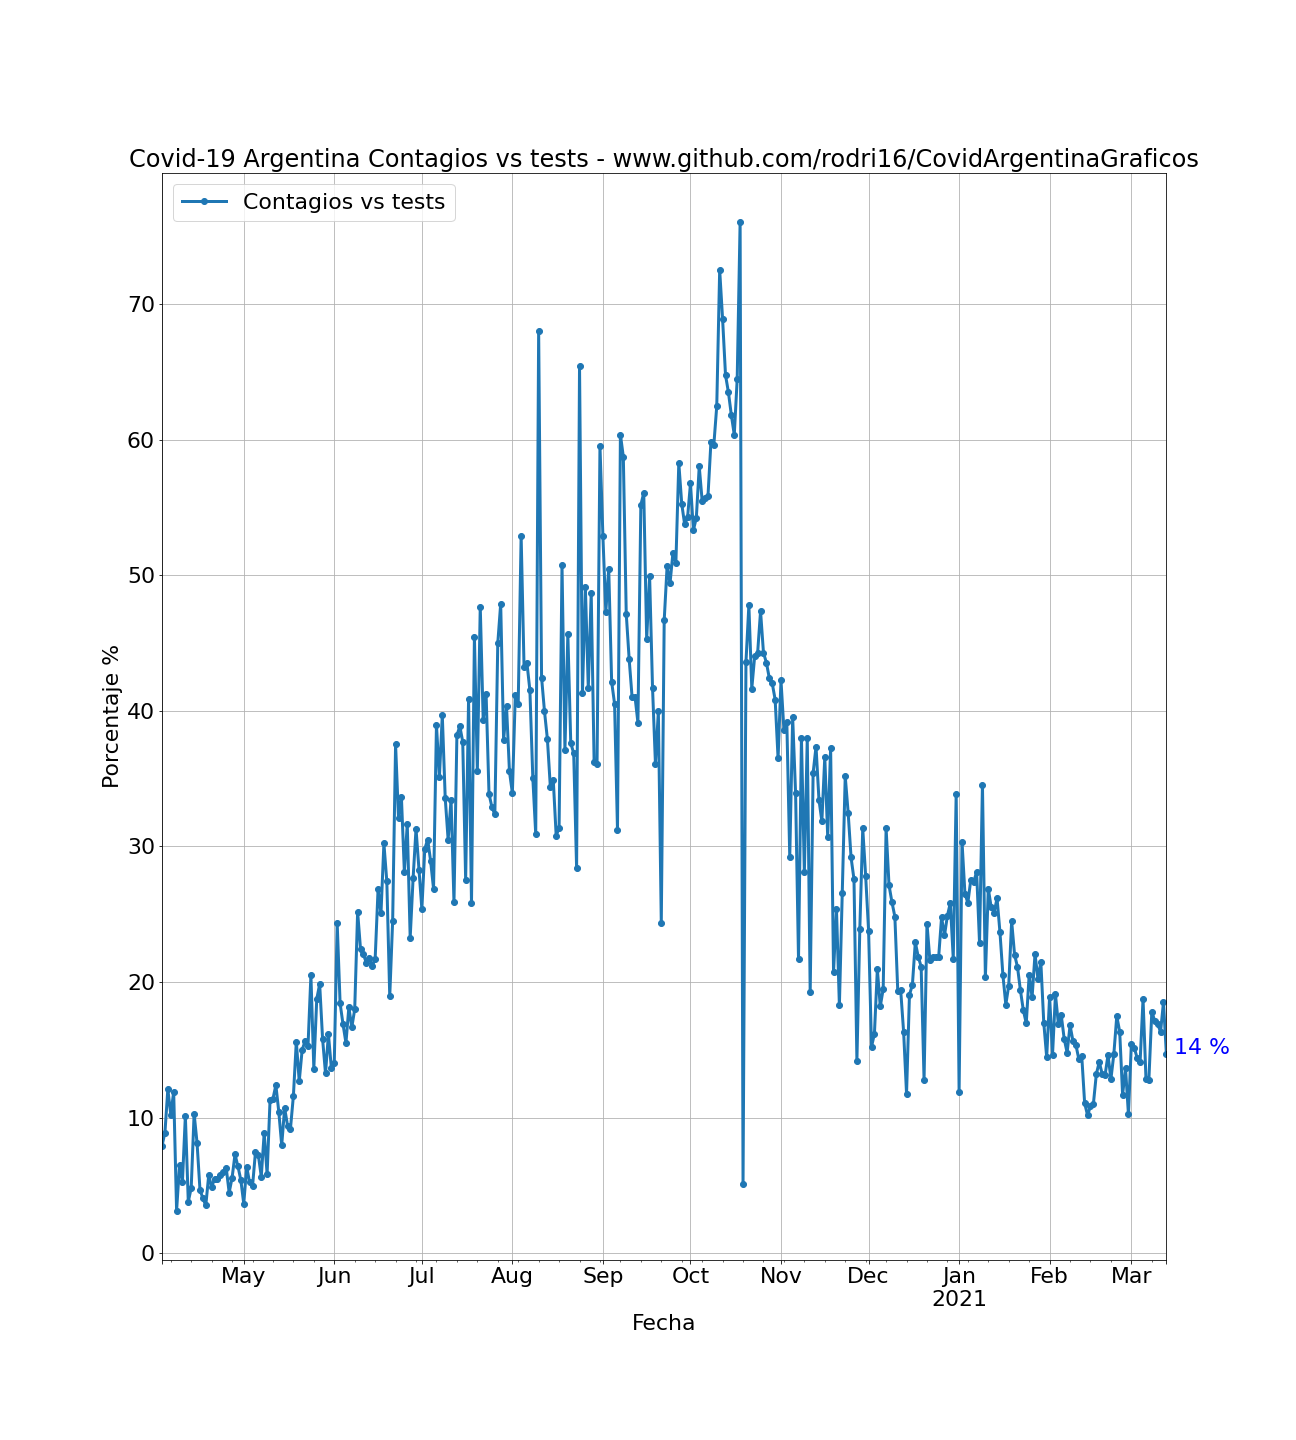 Covid-19 Argentina Contagios vs tests - www.github.com/rodri16/CovidArgentinaGraficos
Contagios vs tests
70
60
50
40
30
20
10
0
Porcentaje %
14 %
May Jun Jul Aug Sep Oct Nov Dec Jan Feb Mar
2021
Fecha